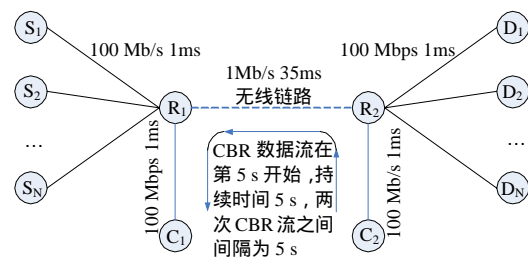 S1
100 Mb/s 1ms
S2
…
SN
R1
1Mb/s 35ms
无线链路
R2
100 Mbps 1ms
D1
D2
…
DN
100 Mbps 1ms
C1
CBR 数据流在
第 5 s 开始,持
续时间 5 s,两
次 CBR 流之间
间隔为 5 s
C2
100 Mb/s 1ms